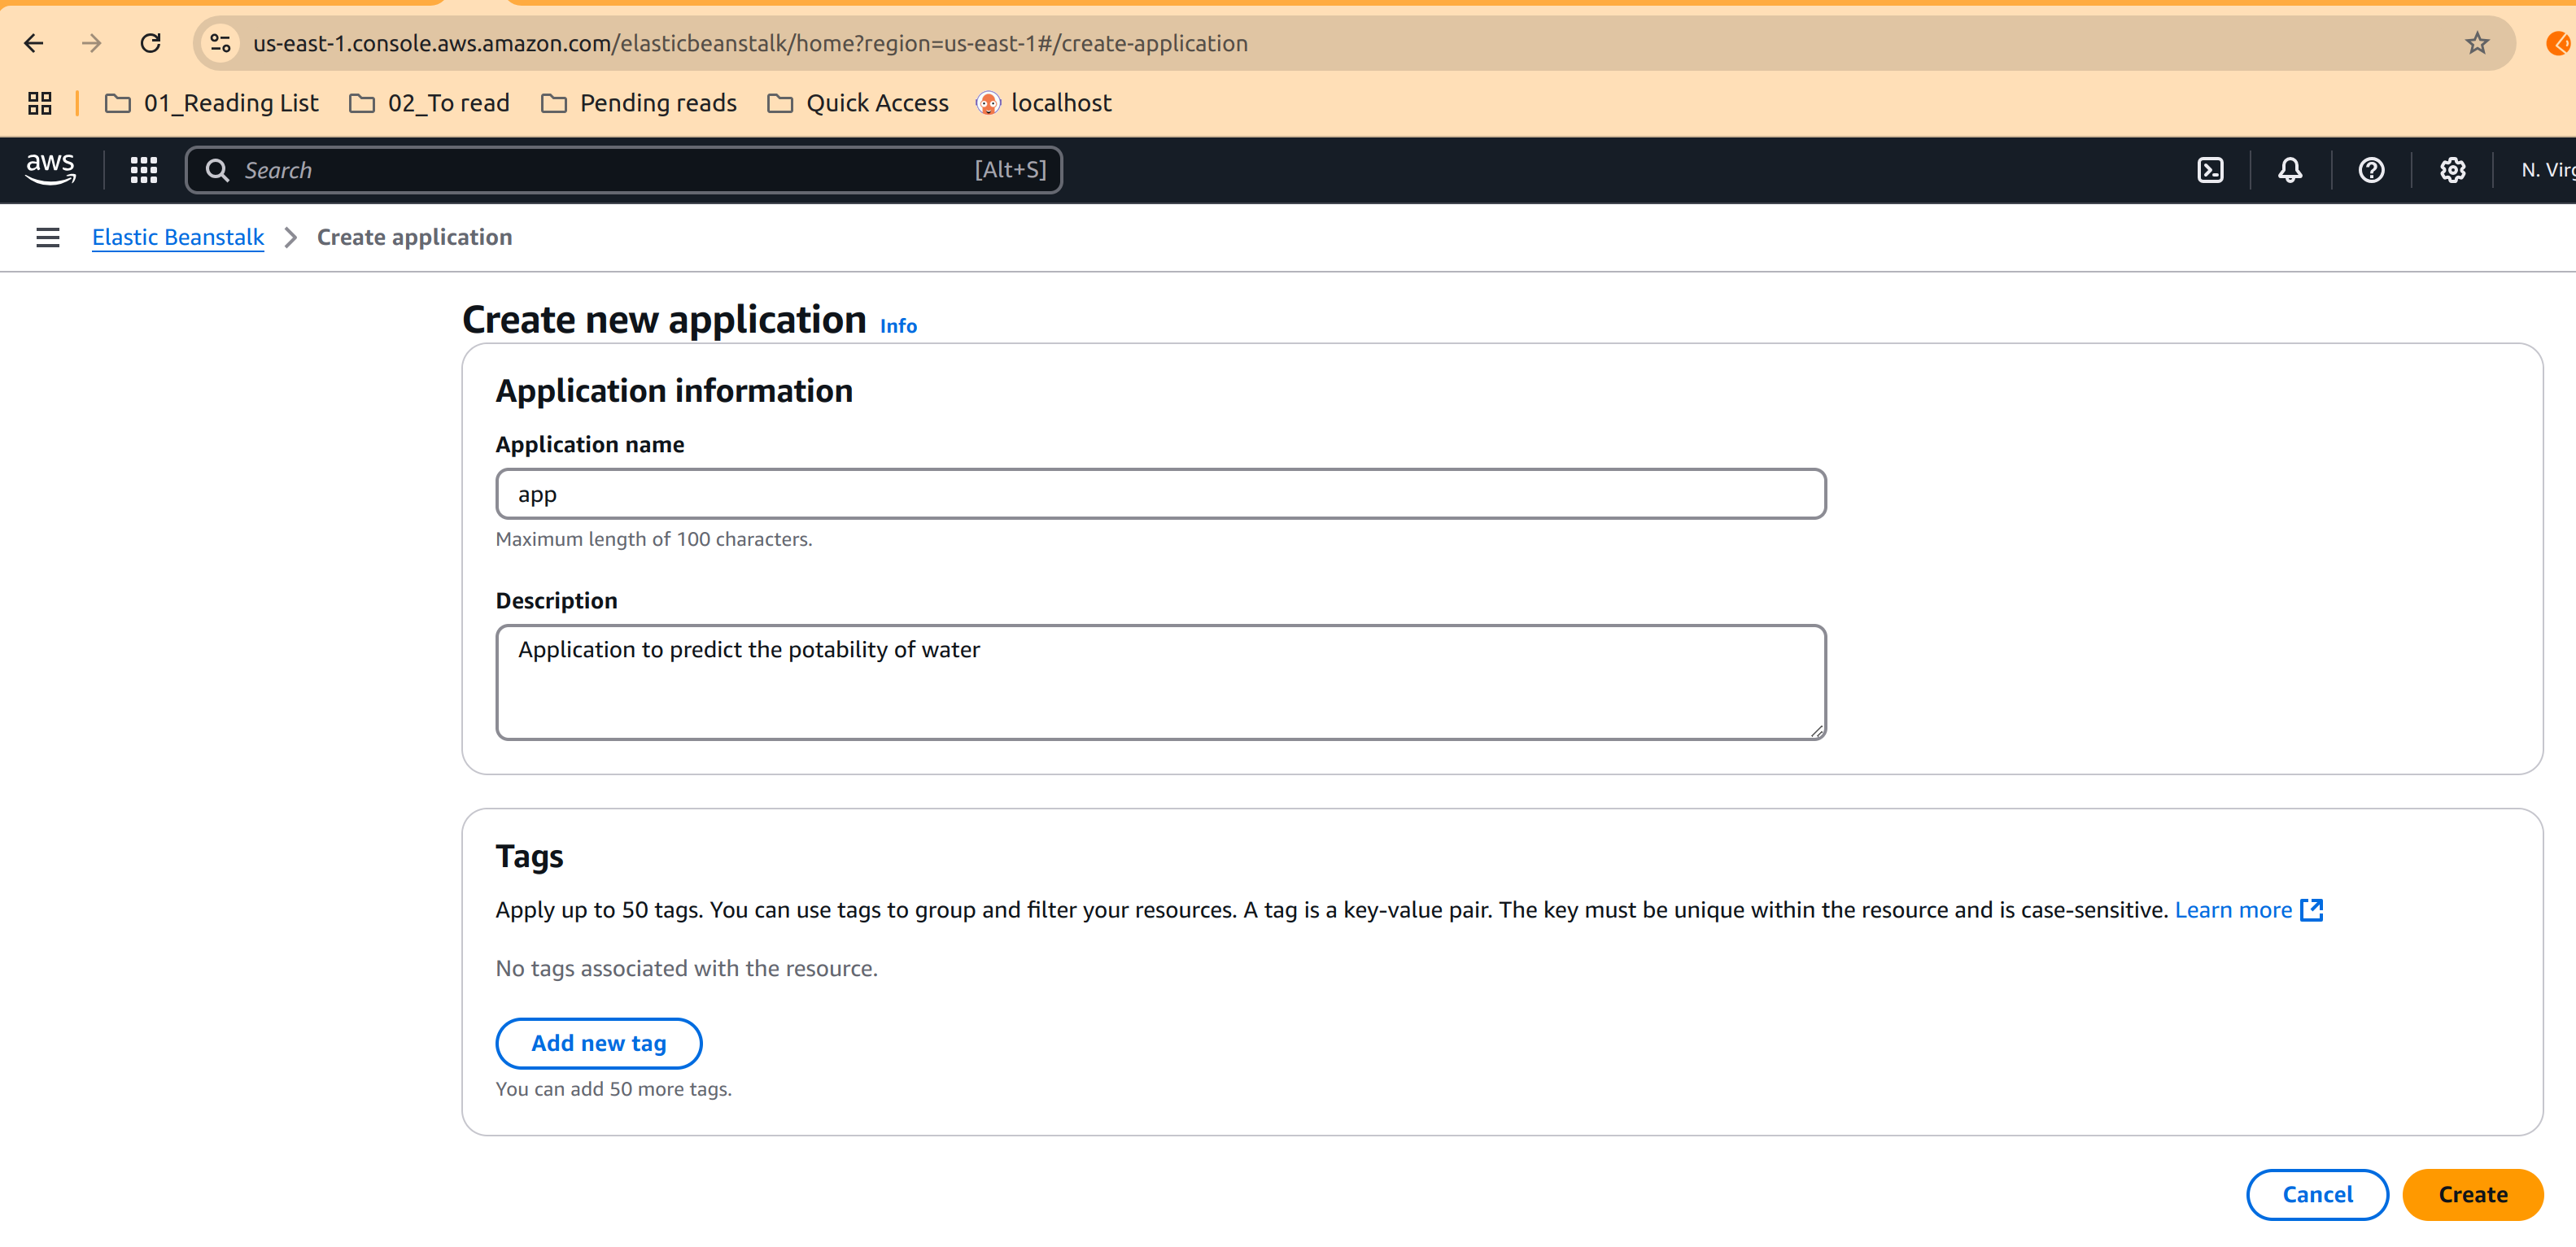 us-east-1.console.aws.amazon.com/elasticbeanstalk/home?region=us-east-1#/create-application
01_Reading List 02_To read Pending reads Quick Access localhost
aws Search [Alt+S]
Elastic Beanstalk Create application
Create new application Info
Application information
Application name
app
Maximum length of 100 characters.
Description
Application to predict the potability of water
Tags
Apply up to 50 tags. You can use tags to group and filter your resources. A tag is a key-value pair. The key must be unique within the resource and is case-sensitive. Learn more
No tags associated with the resource.
Add new tag
You can add 50 more tags.
Cancel Create